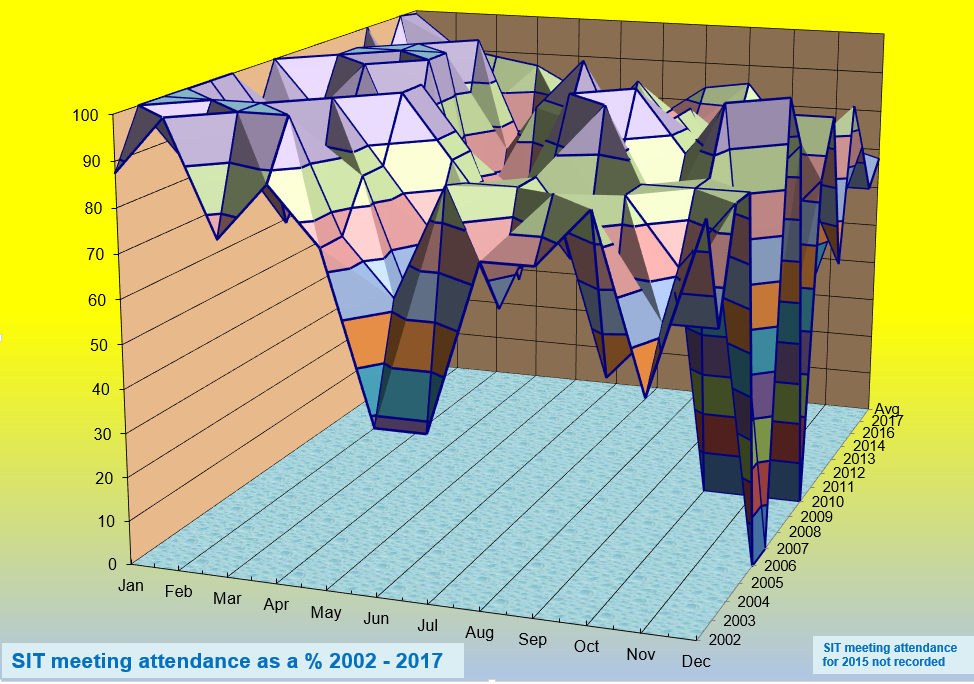 100
90
80
70
60
50
40
30
20
10
0
Jan
Feb
Mar
Apr
May
Jun
Jul
Aug
Sep
Oct
Nov
Dec
Avg
2017
2016
2014
2013
2012
2011
2010
2009
2008
2007
2006
2005
2004
2003
2002
SIT meeting attendance as a % 2002 - 2017
SIT meeting attendance
for 2015 not recorded